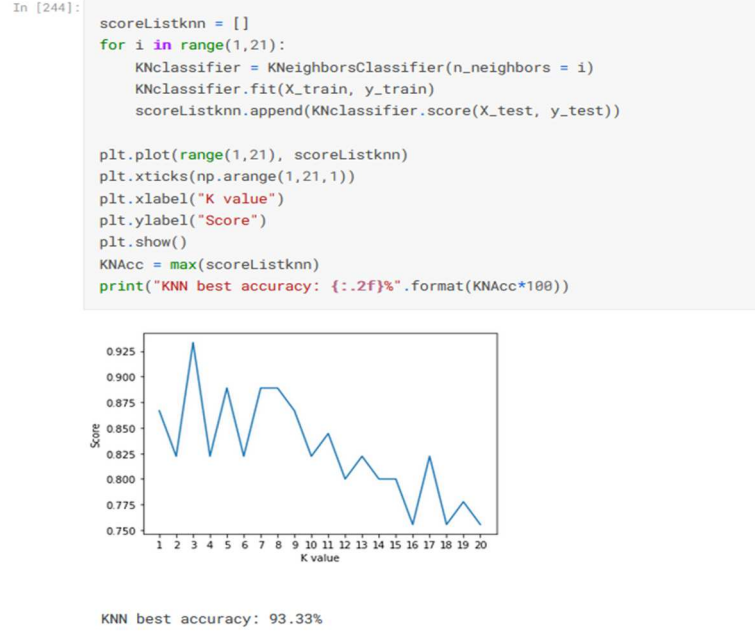 In [244]:
scoreListknn = []
for i in range(1,21):
    KNclassifier = KNeighborsClassifier(n_neighbors = i)
    KNclassifier.fit(X_train, y_train)
    scoreListknn.append(KNclassifier.score(X_test, y_test))
plt.plot(range(1,21), scoreListknn)
plt.xticks(np.arange(1,21,1))
plt.xlabel("K value")
plt.ylabel("Score")
plt.show()
KNAcc = max(scoreListknn)
print("KNN best accuracy: {:.2f}%".format(KNAcc*100))
0.925
0.900
0.875
0.850
0.825
0.800
0.775
0.750
Score
1 2 3 4 5 6 7 8 9 10 11 12 13 14 15 16 17 18 19 20
K value
KNN best accuracy: 93.33%